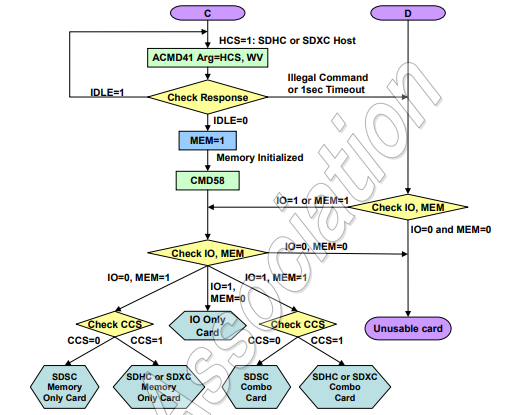 C
D
HCS=1: SDHC or SDXC Host
ACMD41 Arg=HCS, WV
Illegal Command
or 1sec Timeout
IDLE=1
Check Response
IDLE=0
MEM=1
Memory Initialized
CMD58
IO=1 or MEM=1
Check IO, MEM
IO=0 and MEM=0
Check IO, MEM
IO=0, MEM=0
IO=0, MEM=1
IO=1,
MEM=0
IO=1, MEM=1
Check CCS
IO Only
Card
Check CCS
Unusable card
CCS=0
CCS=1
CCS=0
CCS=1
SDSC
Memory
Only Card
SDHC or SDXC
Memory
Only Card
SDSC
Combo
Card
SDHC or SDXC
Combo
Card
Association